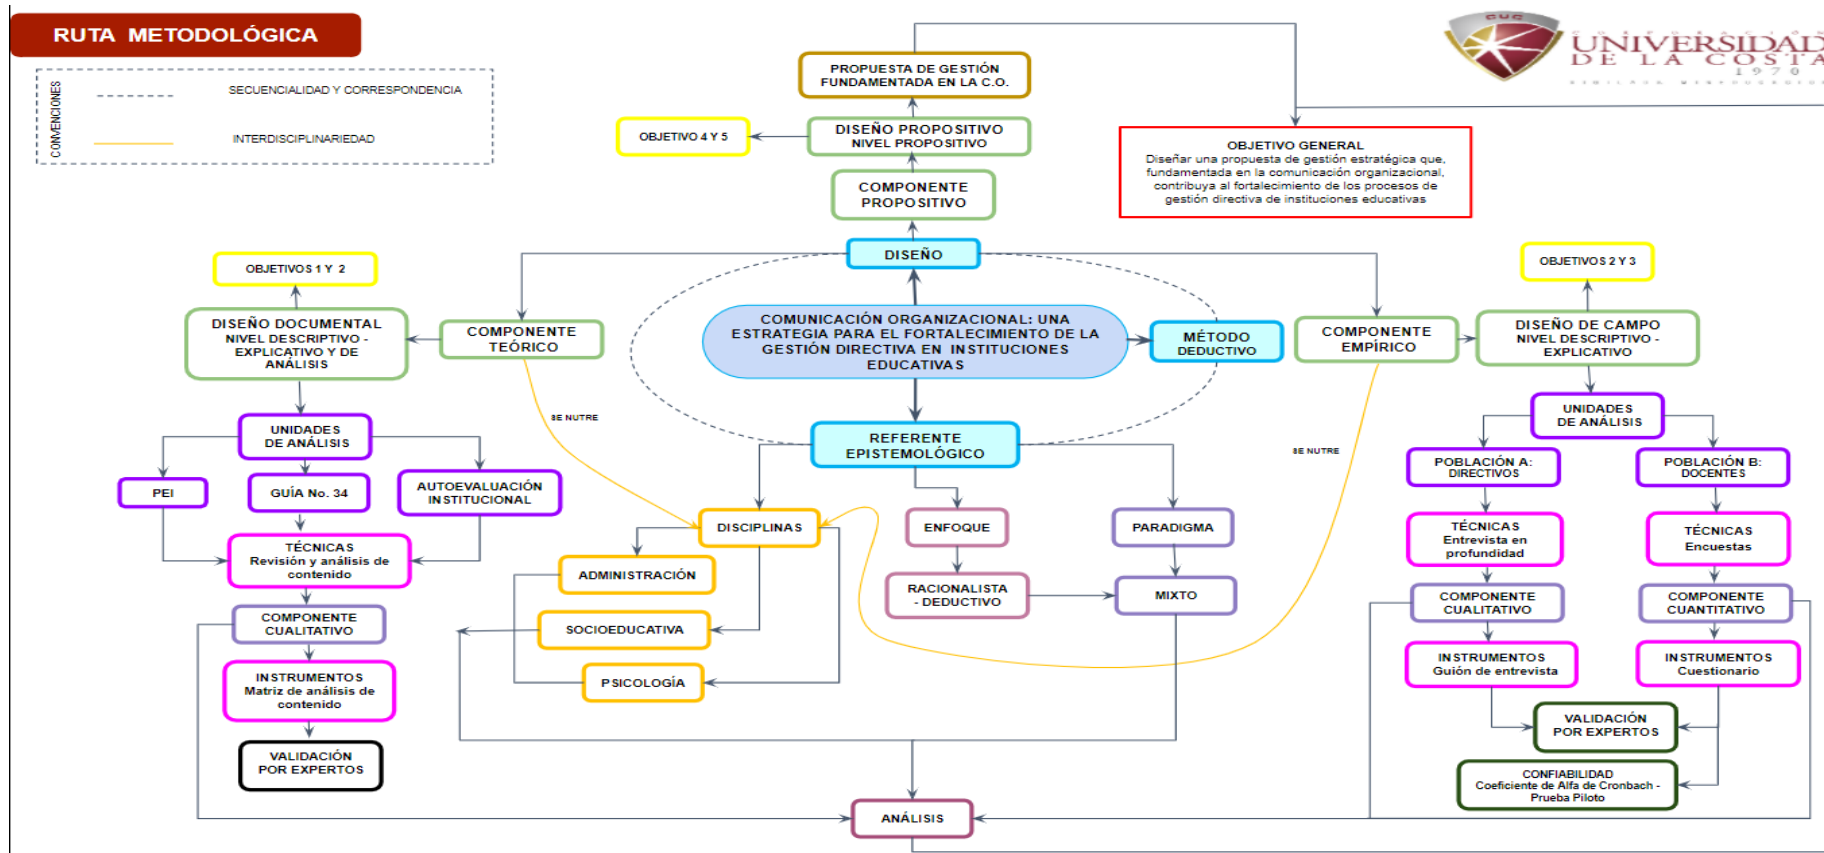 RUTA METODOLÓGICA
CONVENCIONES
SECUENCIALIDAD Y CORRESPONDENCIA
INTERDISCIPLINARIEDAD
CUC
UNIVERSIDAD
DE LA COSTA
1970
PROPUESTA DE GESTIÓN
FUNDAMENTADA EN LA C.O.
OBJETIVO 4 Y 5
DISEÑO PROPOSITIVO
NIVEL PROPOSITIVO
COMPONENTE
PROPOSITIVO
OBJETIVO GENERAL
Diseñar una propuesta de gestión estratégica que,
fundamentada en la comunicación organizacional,
contribuya al fortalecimiento de los procesos de
gestión directiva de instituciones educativas
DISEÑO
OBJETIVOS 1 Y 2
OBJETIVOS 2 Y 3
DISEÑO DOCUMENTAL
NIVEL DESCRIPTIVO -
EXPLICATIVO Y DE
ANÁLISIS
COMPONENTE
TEÓRICO
COMUNICACIÓN ORGANIZACIONAL: UNA
ESTRATEGIA PARA EL FORTALECIMIENTO DE LA
GESTIÓN DIRECTIVA EN INSTITUCIONES
EDUCATIVAS
MÉTODO
DEDUCTIVO
COMPONENTE
EMPÍRICO
DISEÑO DE CAMPO
NIVEL DESCRIPTIVO -
EXPLICATIVO
SE NUTRE
SE NUTRE
REFERENTE
EPISTEMOLÓGICO
UNIDADES
DE ANÁLISIS
PEI
GUÍA No. 34
AUTOEVALUACIÓN
INSTITUCIONAL
TÉCNICAS
Revisión y análisis de
contenido
COMPONENTE
CUALITATIVO
INSTRUMENTOS
Matriz de análisis de
contenido
VALIDACIÓN
POR EXPERTOS
DISCIPLINAS
ADMINISTRACIÓN
SOCIOEDUCATIVA
PSICOLOGÍA
ENFOQUE
RACIONALISTA
- DEDUCTIVO
PARADIGMA
MIXTO
UNIDADES
DE ANÁLISIS
POBLACIÓN A:
DIRECTIVOS
POBLACIÓN B:
DOCENTES
TÉCNICAS
Entrevista en
profundidad
TÉCNICAS
Encuestas
COMPONENTE
CUALITATIVO
COMPONENTE
CUANTITATIVO
INSTRUMENTOS
Guión de entrevista
INSTRUMENTOS
Cuestionario
VALIDACIÓN
POR EXPERTOS
CONFIABILIDAD
Coeficiente de Alfa de Cronbach -
Prueba Piloto
ANÁLISIS